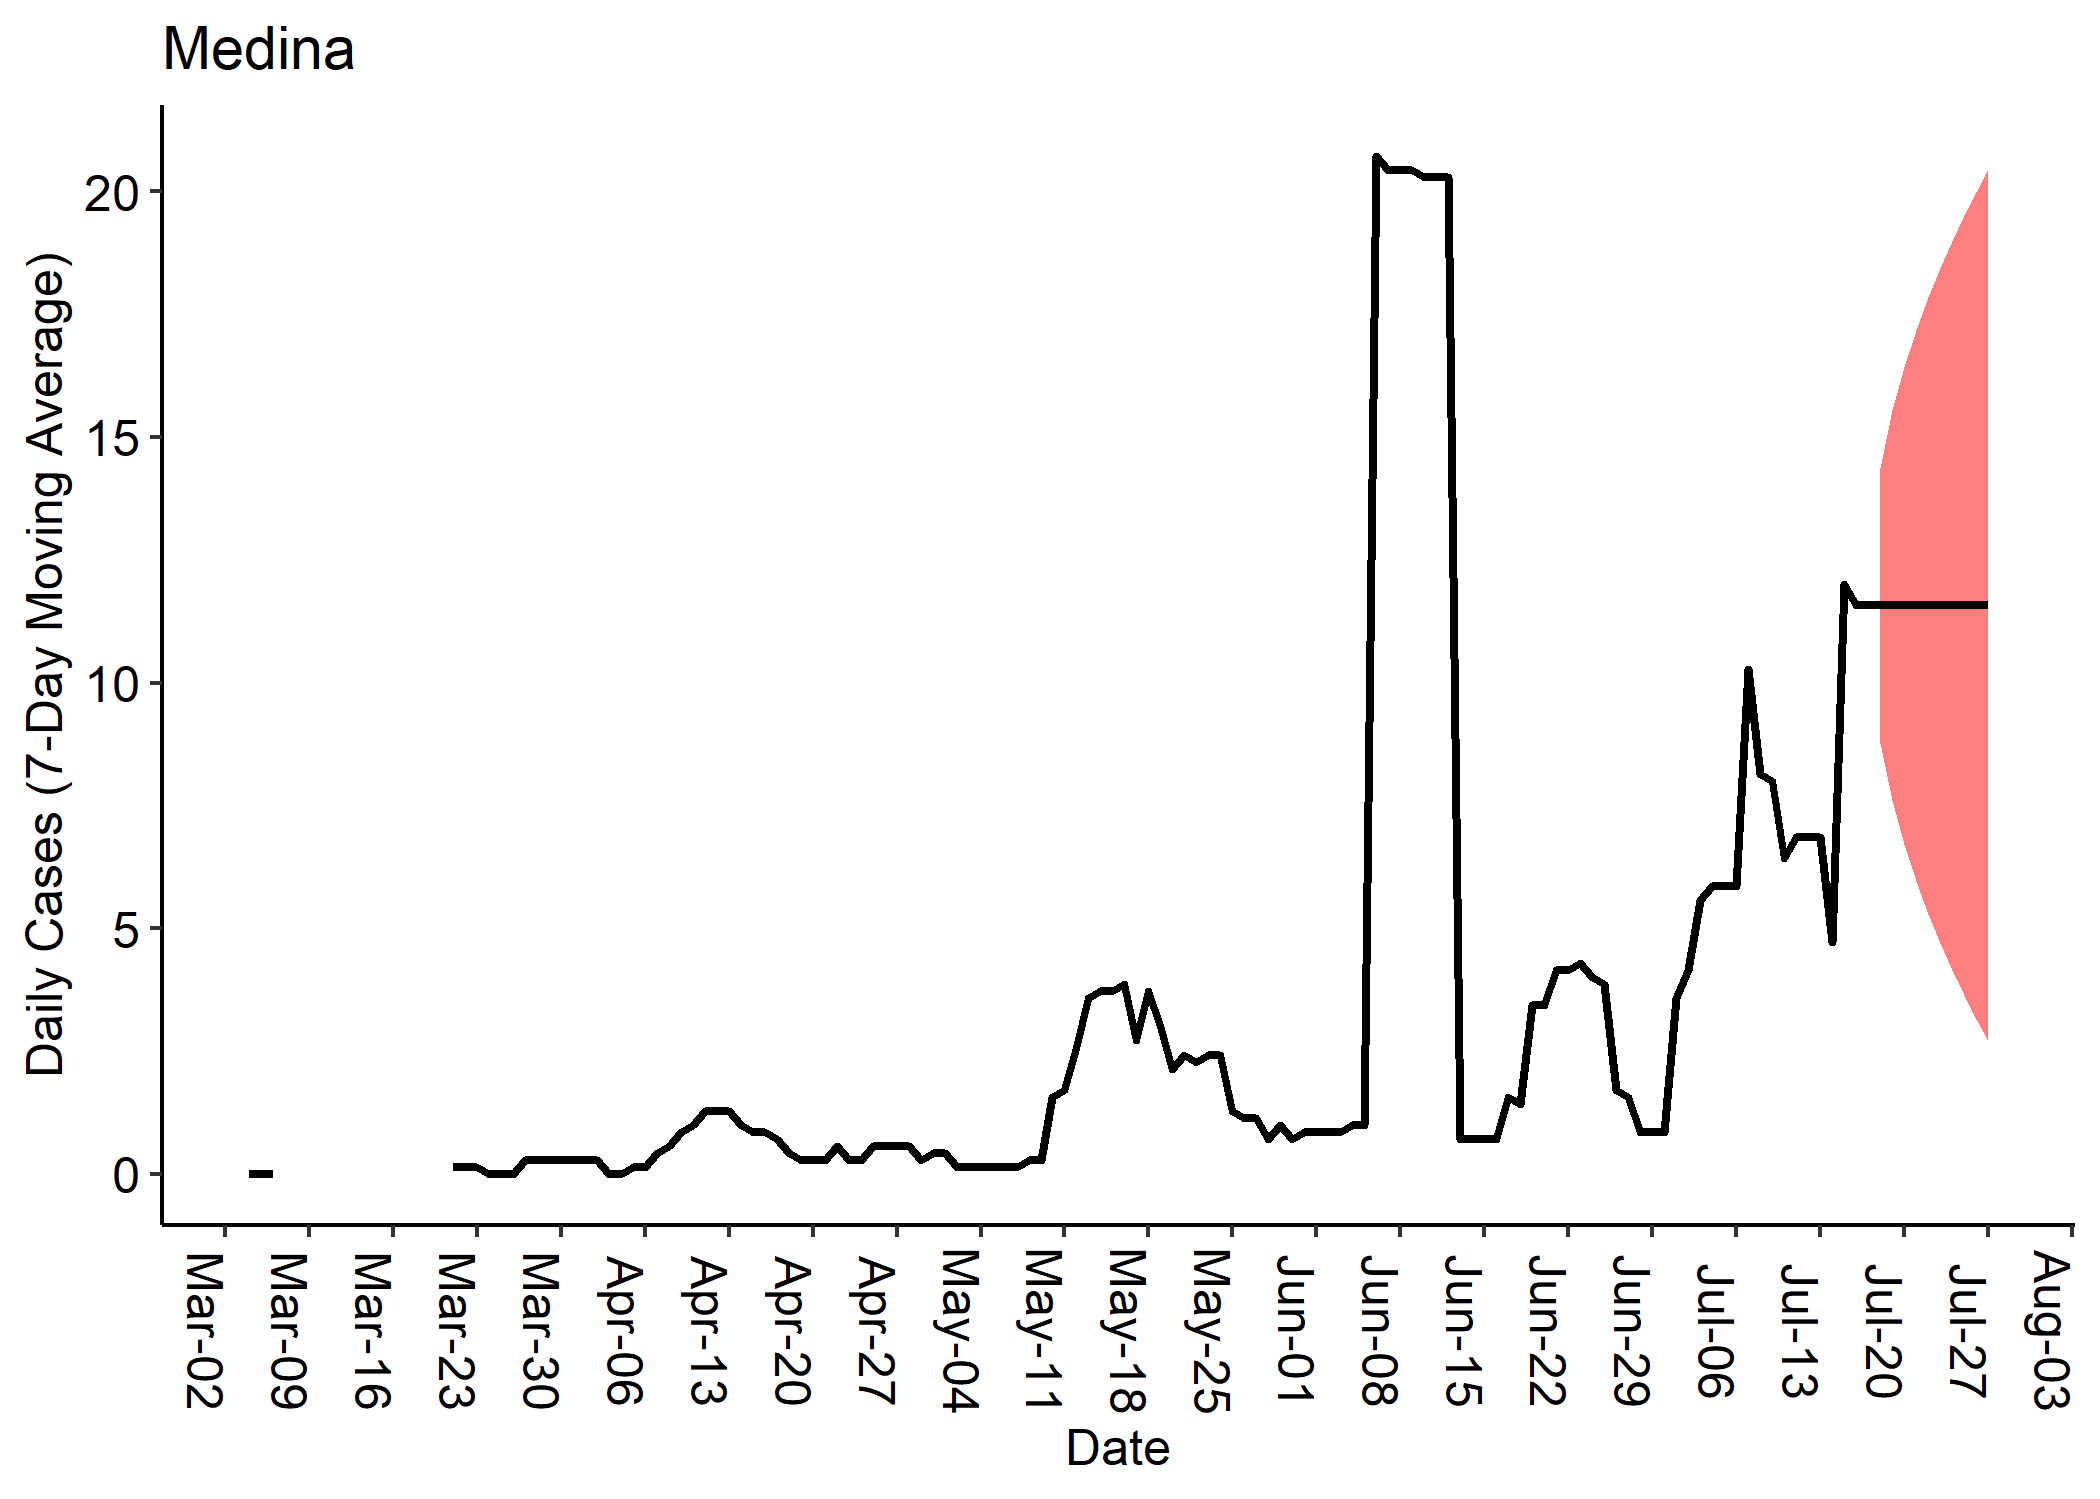 Medina
Daily Cases (7-Day Moving Average)
20
15
10
5
0
Mar-02
Mar-09
Mar-16
Mar-23
Mar-30
Apr-06
Apr-13
Apr-20
Apr-27
May-04
May-11
May-18
May-25
Jun-01
Jun-08
Jun-15
Jun-22
Jun-29
Jul-06
Jul-13
Jul-20
Jul-27
Aug-03
Date